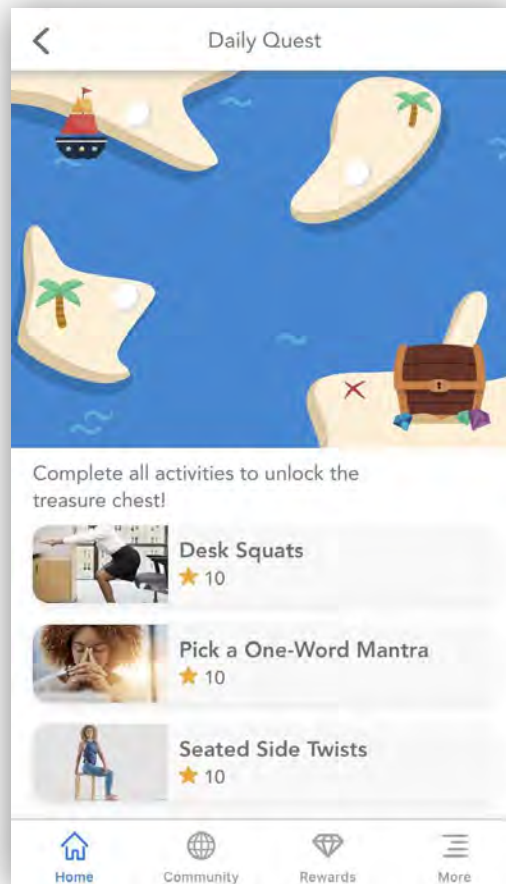 Daily Quest
Complete all activities to unlock the
treasure chest!
Desk Squats
10
Pick a One-Word Mantra
10
Seated Side Twists
10
Home Community Rewards More